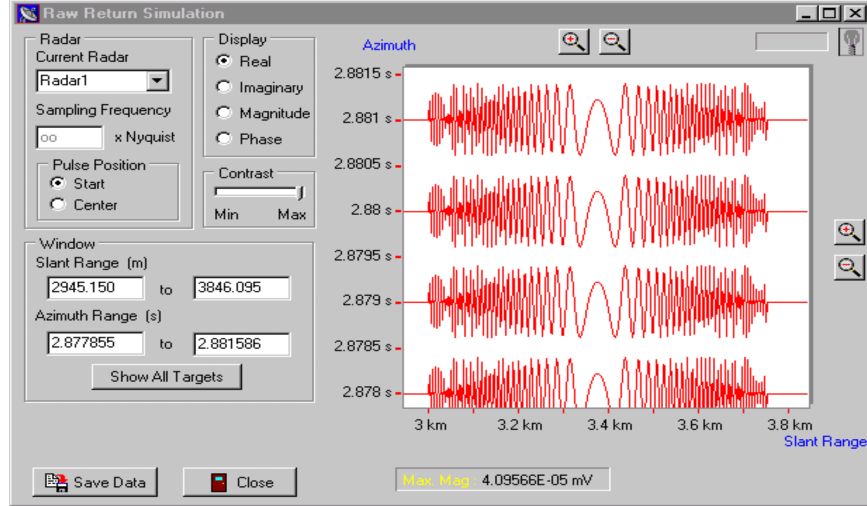 Raw Return Simulation
Radar
Current Radar
Radar1
Sampling Frequency
oo x Nyquist
Pulse Position
Start
Center
Display
Real
Imaginary
Magnitude
Phase
Contrast
Min Max
Window
Slant Range (m)
2945.150 to 3846.095
Azimuth Range (s)
2.877855 to 2.881586
Show All Targets
Save Data
Close
Azimuth
2.8815 s
2.881 s
2.8805 s
2.88 s
2.8795 s
2.879 s
2.8785 s
2.878 s
3 km 3.2 km 3.4 km 3.6 km 3.8 km
Slant Range
Max. Mag : 4.09566E-05 mV